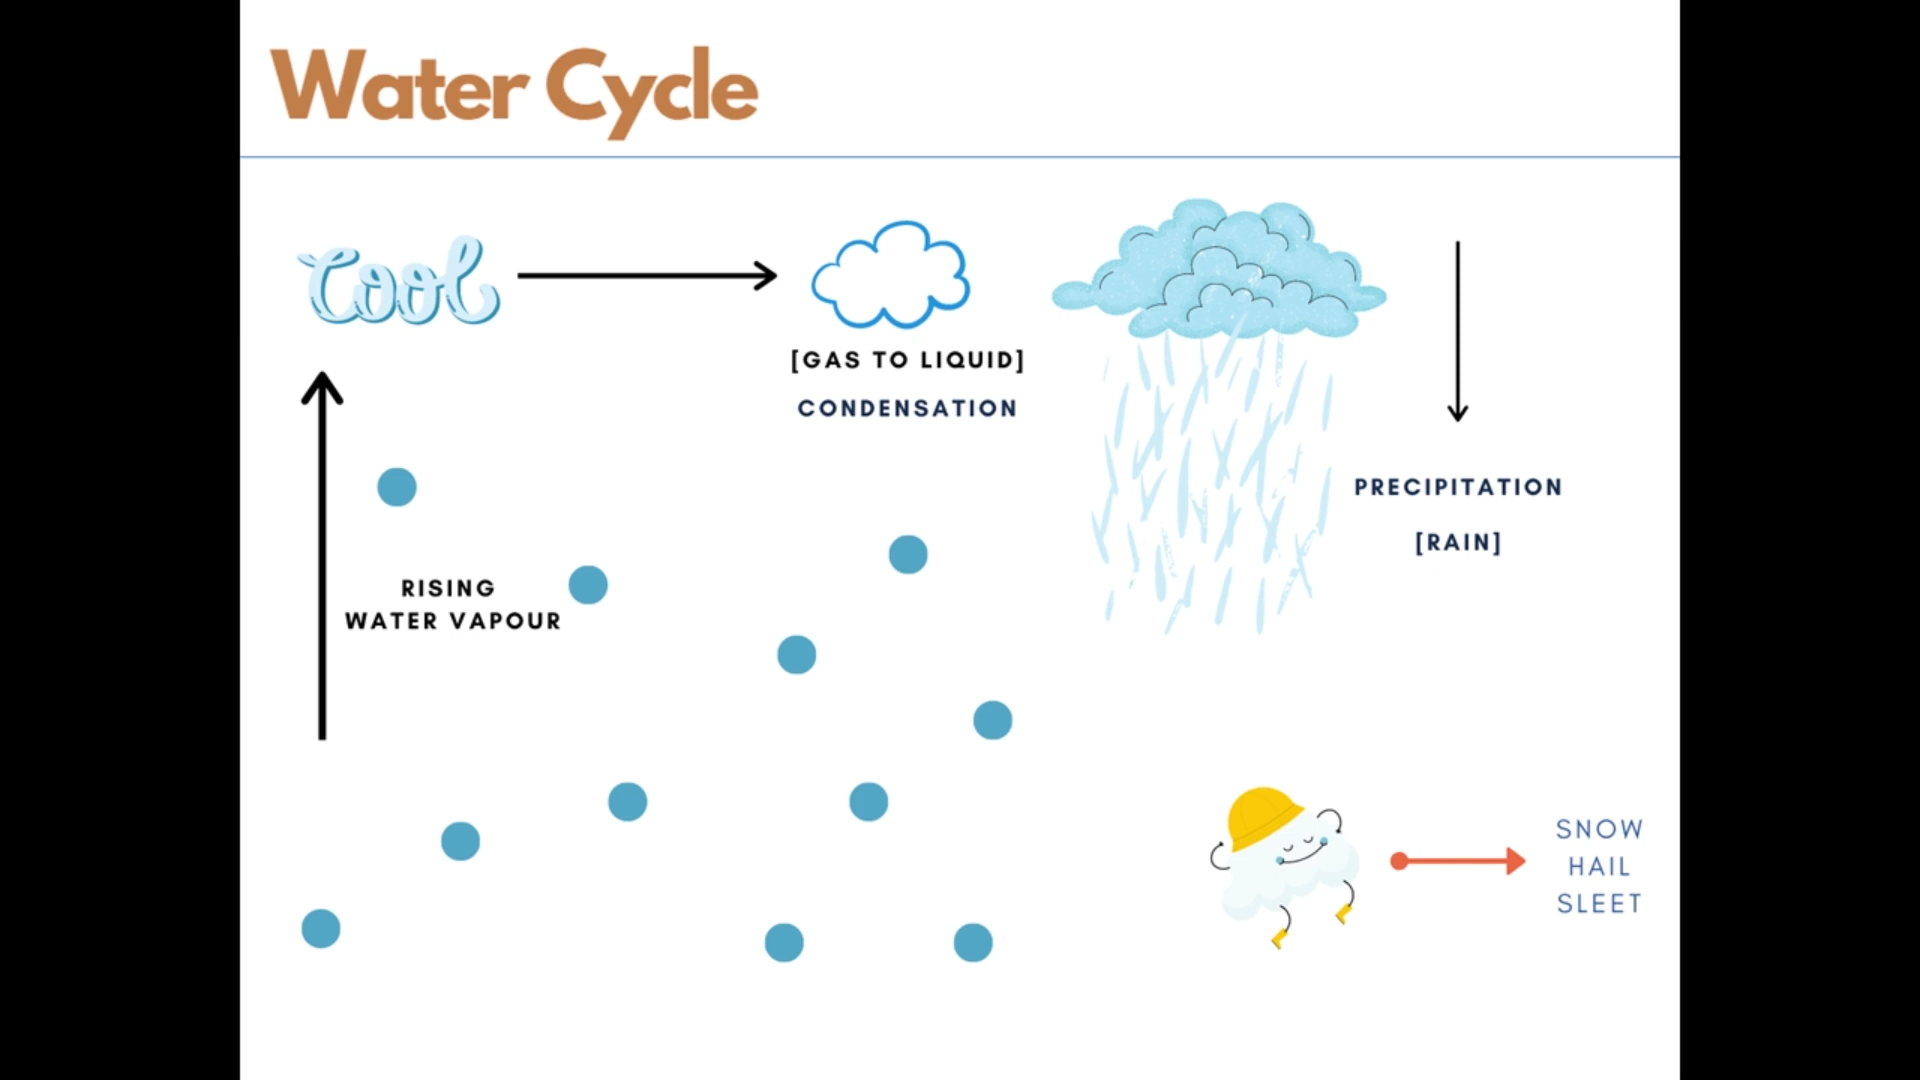 Water Cycle
Cool
[GAS TO LIQUID]
CONDENSATION
PRECIPITATION
[RAIN]
RISING
WATER VAPOUR
SNOW
HAIL
SLEET